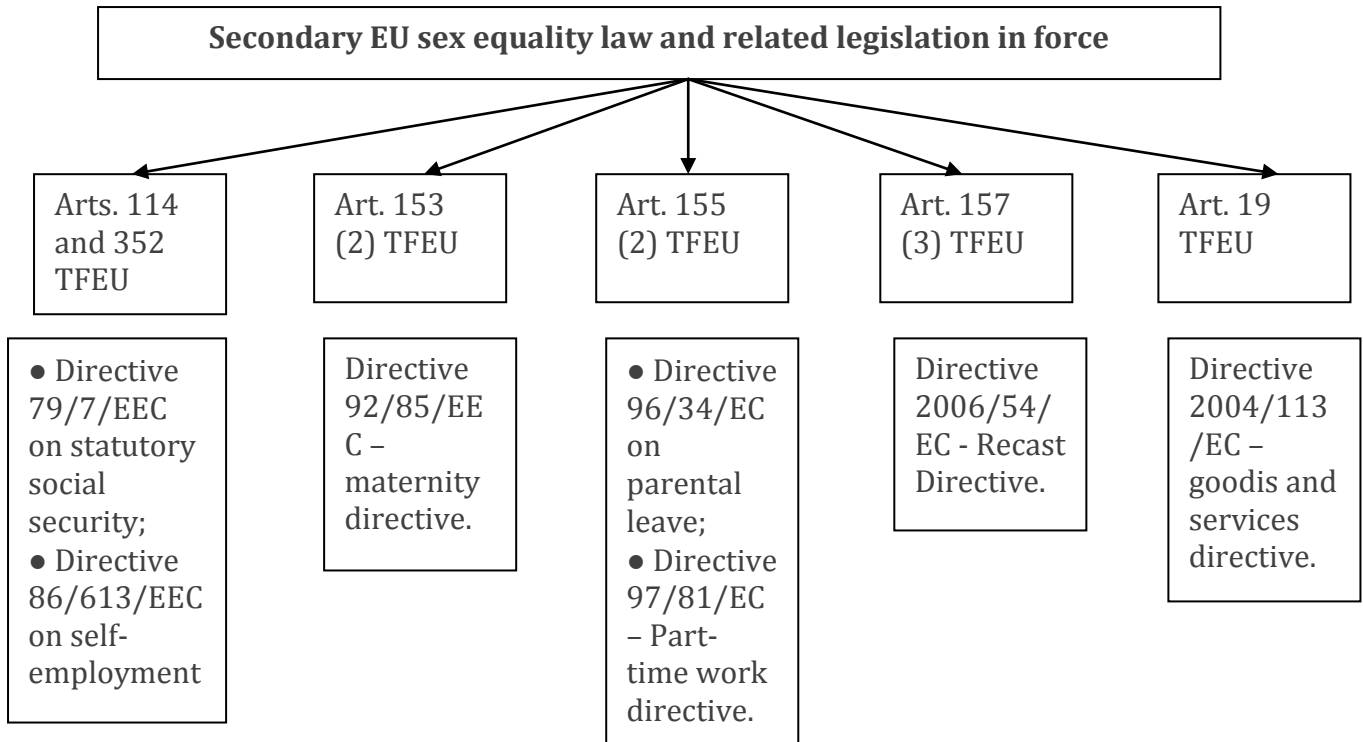 Secondary EU sex equality law and related legislation in force
Arts. 114
and 352
TFEU
Art. 153
(2) TFEU
Art. 155
(2) TFEU
Art. 157
(3) TFEU
Art. 19
TFEU
● Directive
79/7/EEC
on statutory
social
security;
● Directive
86/613/EEC
on self-
employment
Directive
92/85/EE
C –
maternity
directive.
● Directive
96/34/EC
on
parental
leave;
● Directive
97/81/EC
– Part-
time work
directive.
Directive
2006/54/
EC - Recast
Directive.
Directive
2004/113
/EC –
goodis and
services
directive.